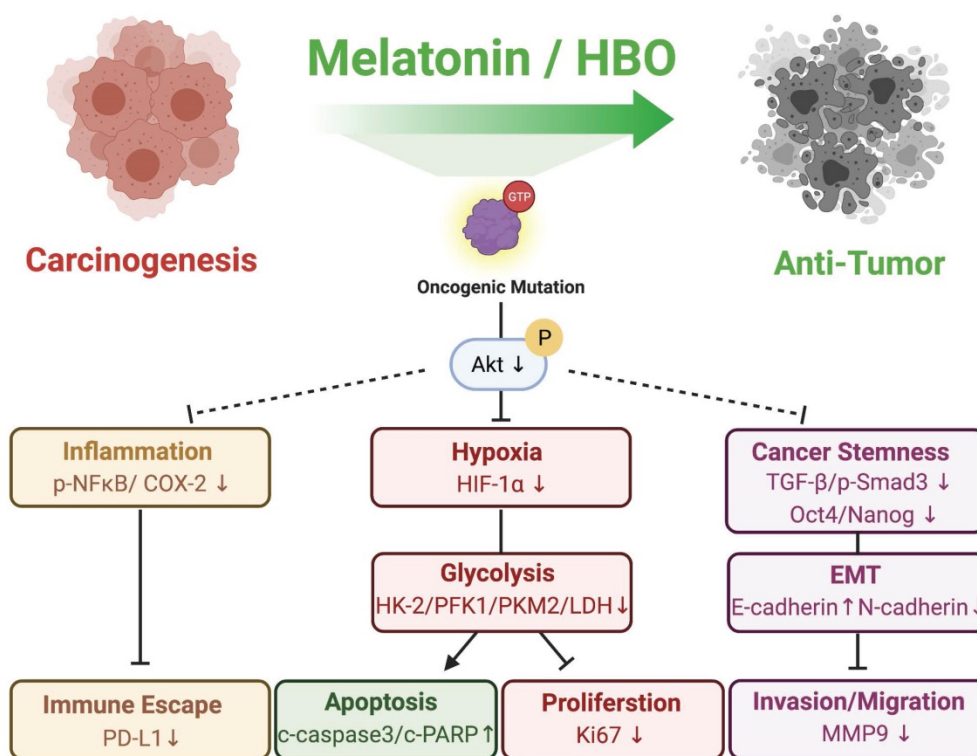 Melatonin / HBO
GTP
Carcinogenesis
Anti-Tumor
Oncogenic Mutation
P
Akt ↓
Inflammation
p-NFκB/ COX-2 ↓
Hypoxia
HIF-1α ↓
Cancer Stemness
TGF-β/p-Smad3 ↓
Oct4/Nanog ↓
Glycolysis
HK-2/PFK1/PKM2/LDH↓
EMT
E-cadherin↑N-cadherin↓
Immune Escape
PD-L1↓
Apoptosis
c-caspase3/c-PARP↑
Proliferstion
Ki67 ↓
Invasion/Migration
MMP9 ↓